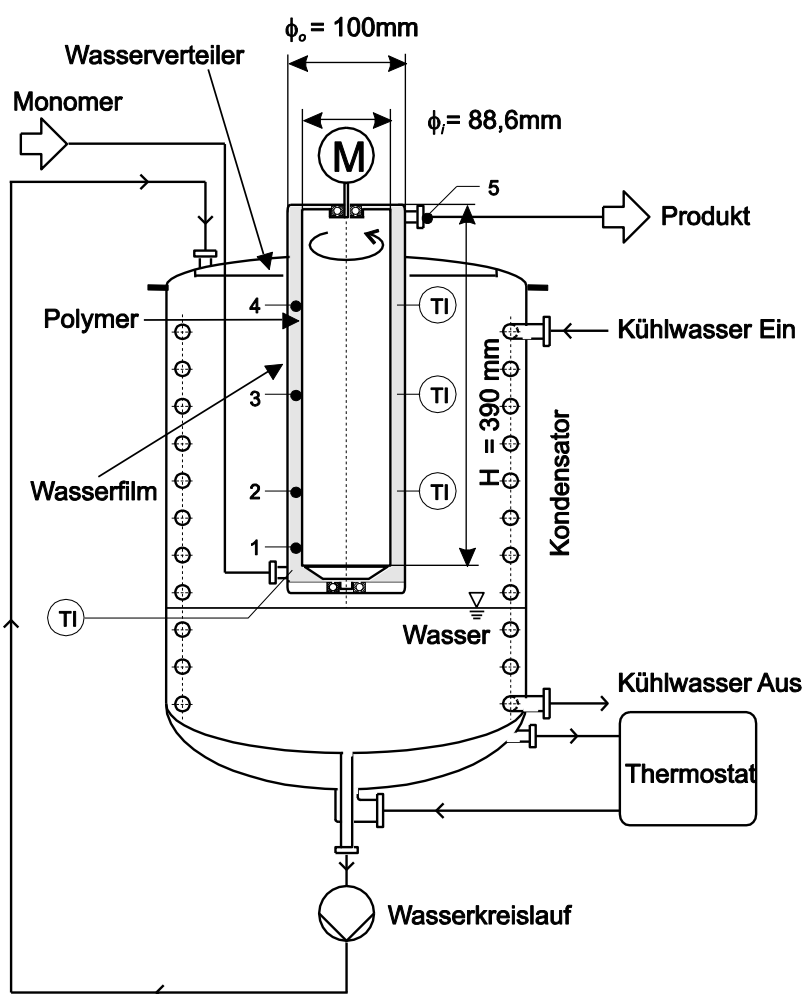 ϕₒ = 100mm
Wasserverteiler
Monomer
ϕᵢ = 88,6mm
M
5
Produkt
4
TI
Polymer
Kühlwasser Ein
3
TI
H = 390 mm
Kondensator
Wasserfilm
2
TI
1
TI
Wasser
Kühlwasser Aus
Thermostat
Wasserkreislauf